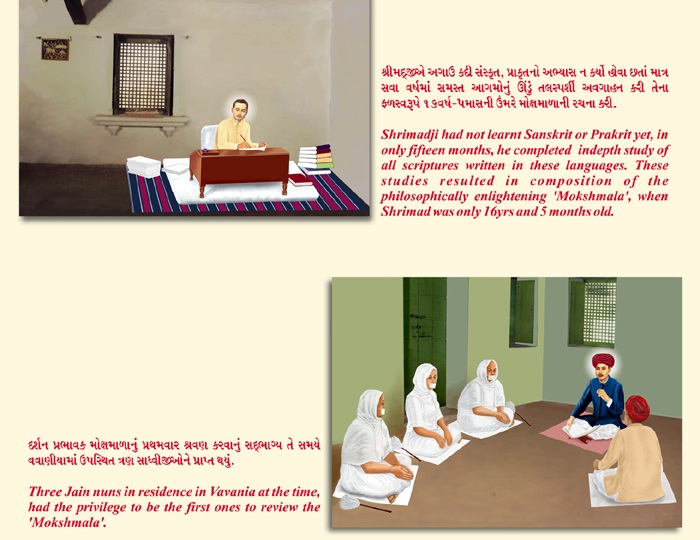 શ્રીમદ્જીએ અગાઉ કદી સંસ્કૃત, પ્રાકૃતનો અભ્યાસ ન કર્યો હોવા છતાં માત્ર
સવા વર્ષમાં સમસ્ત આગમોનું ઊંડું તલસ્પર્શી અવગાહન કરી તેના
ફળસ્વરૂપે ૧૬વર્ષ-૫માસની ઉંમરે મોક્ષમાળાની રચના કરી.
Shrimadji had not learnt Sanskrit or Prakrit yet, in
only fifteen months, he completed indepth study of
all scriptures written in these languages. These
studies resulted in composition of the
philosophically enlightening 'Mokshmala', when
Shrimad was only 16yrs and 5 months old.
દર્શન પ્રભાવક મોક્ષમાળાનું પ્રથમવાર શ્રવણ કરવાનું સદ્ભાગ્ય તે સમયે
વવાણીયામાં ઉપસ્થિત ત્રણ સાધ્વીજીઓને પ્રાપ્ત થયું.
Three Jain nuns in residence in Vavania at the time,
had the privilege to be the first ones to review the
'Mokshmala'.